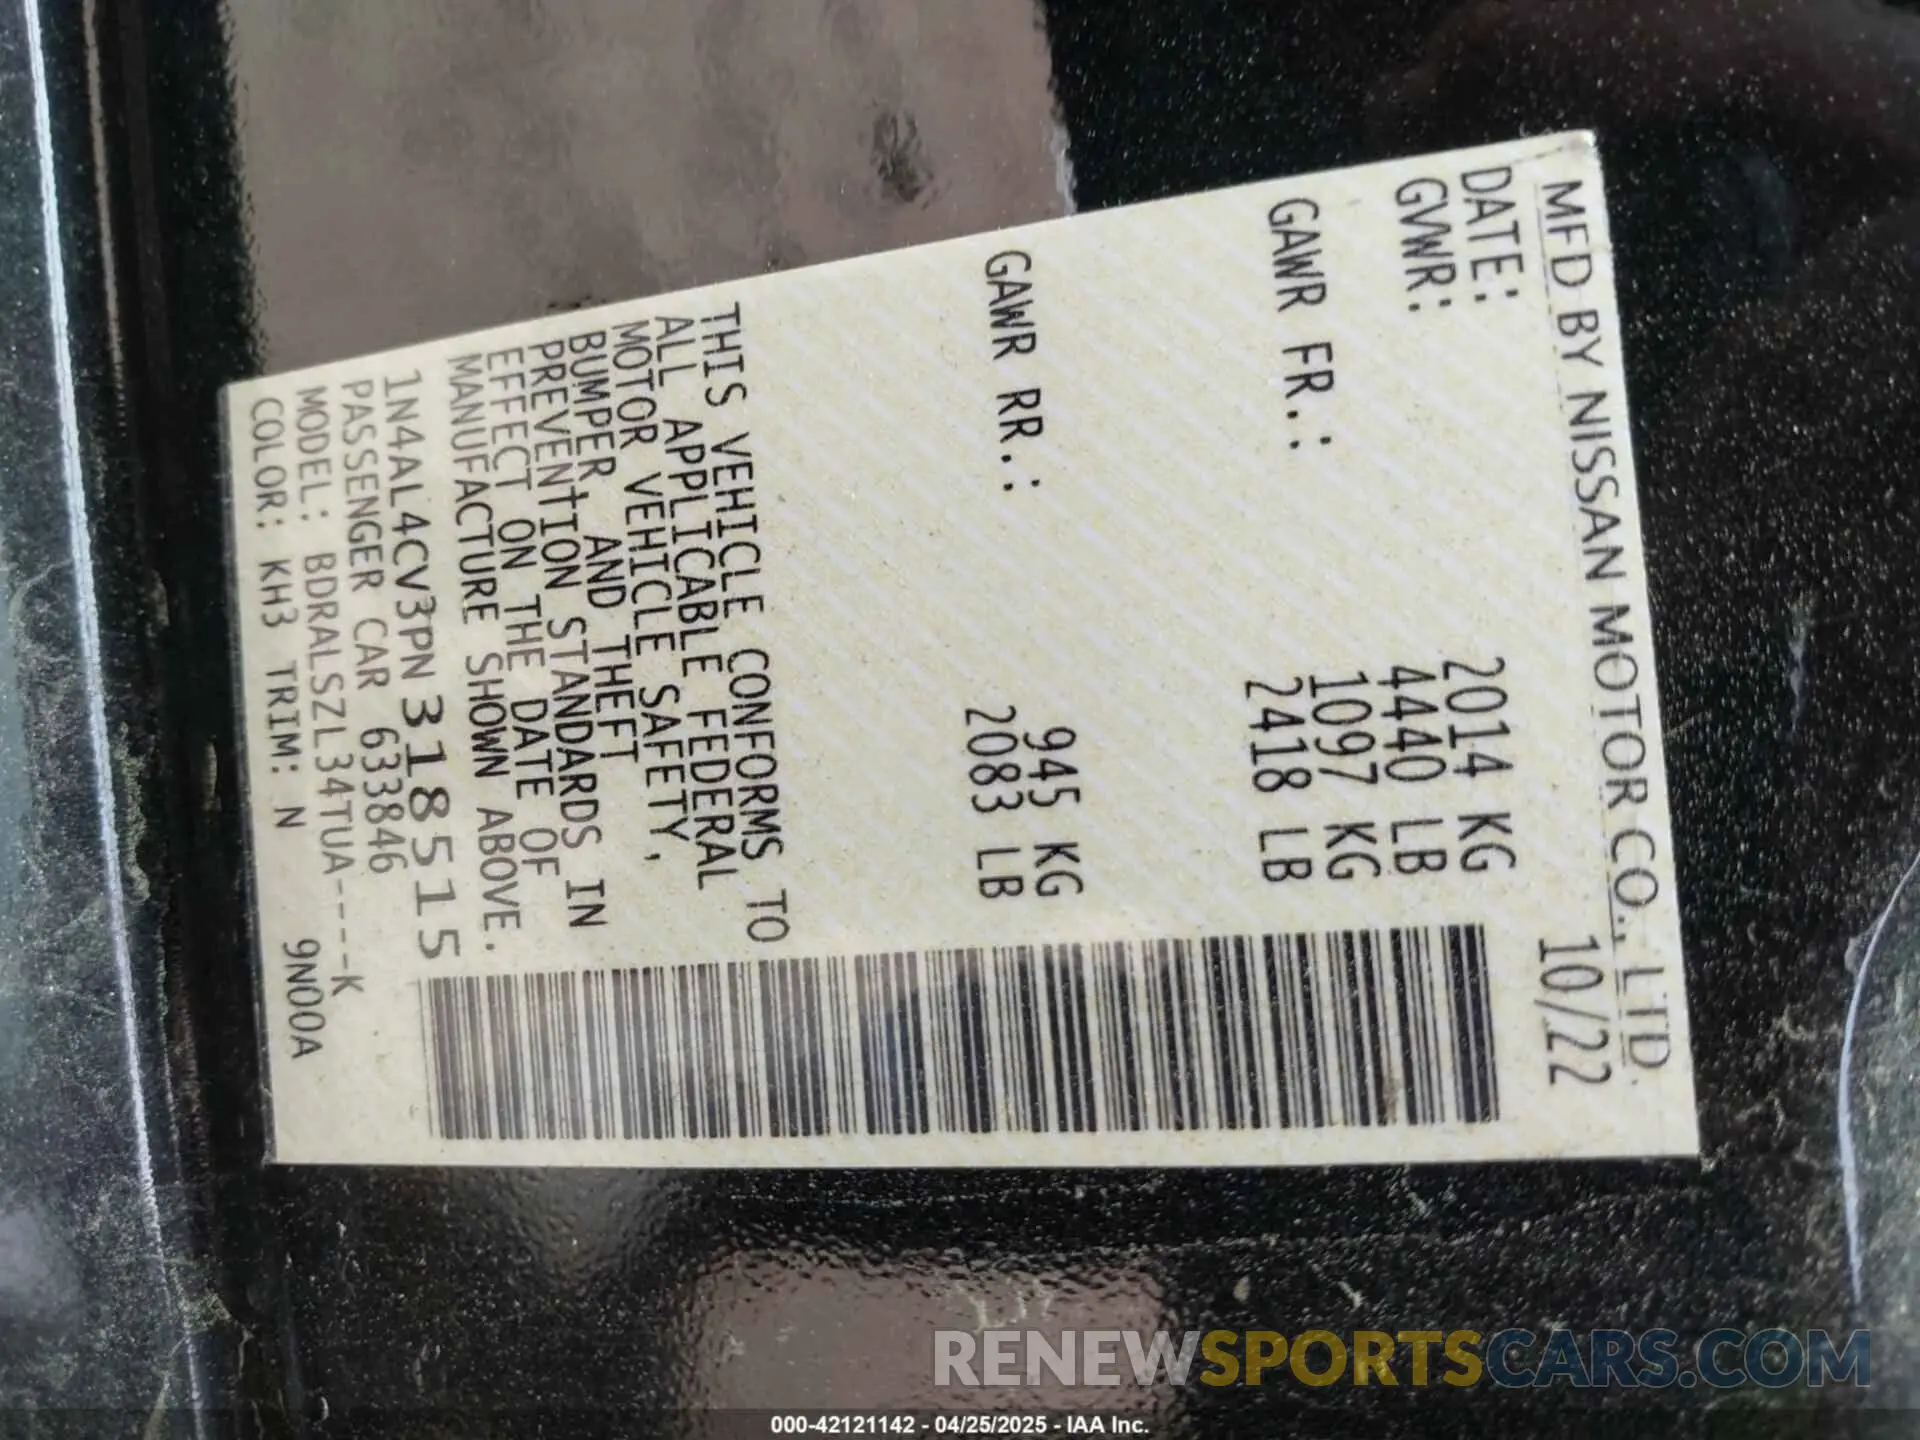 MFD BY NISSAN MOTOR CO., LTD.
DATE: 10/22
GVWR: 2014 KG
4440 LB
GAWR FR.: 1097 KG
2418 LB
GAWR RR.: 945 KG
2083 LB
THIS VEHICLE CONFORMS TO
ALL APPLICABLE FEDERAL
MOTOR VEHICLE SAFETY,
BUMPER, AND THEFT
PREVENTION STANDARDS IN
EFFECT ON THE DATE OF
MANUFACTURE SHOWN ABOVE.
1N4AL4CV3PN318515
PASSENGER CAR 633846
MODEL: BDRALSZL34TUA----K
COLOR: KH3 TRIM: N 9N00A
RENEWSPORTSCARS.COM
000-42121142 - 04/25/2025 - IAA Inc.